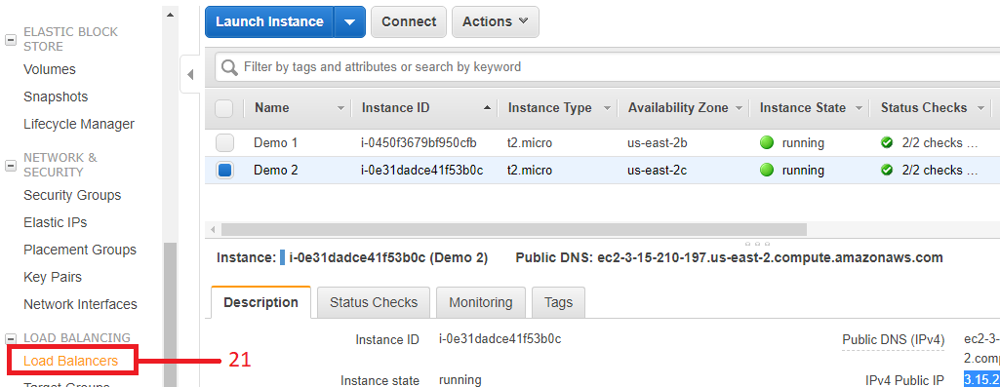 ELASTIC BLOCK
STORE
Volumes
Snapshots
Lifecycle Manager
NETWORK &
SECURITY
Security Groups
Elastic IPs
Placement Groups
Key Pairs
Network Interfaces
LOAD BALANCING
Load Balancers
21
Target Groups
Launch Instance
Connect
Actions
Filter by tags and attributes or search by keyword
Name Instance ID Instance Type Availability Zone Instance State Status Checks
Demo 1 i-0450f3679bf950cfb t2.micro us-east-2b running 2/2 checks ...
Demo 2 i-0e31dadce41f53b0c t2.micro us-east-2c running 2/2 checks ...
Instance: i-0e31dadce41f53b0c (Demo 2) Public DNS: ec2-3-15-210-197.us-east-2.compute.amazonaws.com
Description Status Checks Monitoring Tags
Instance ID i-0e31dadce41f53b0c Public DNS (IPv4) ec2-3-
2.comp
Instance state running IPv4 Public IP 3.15.2